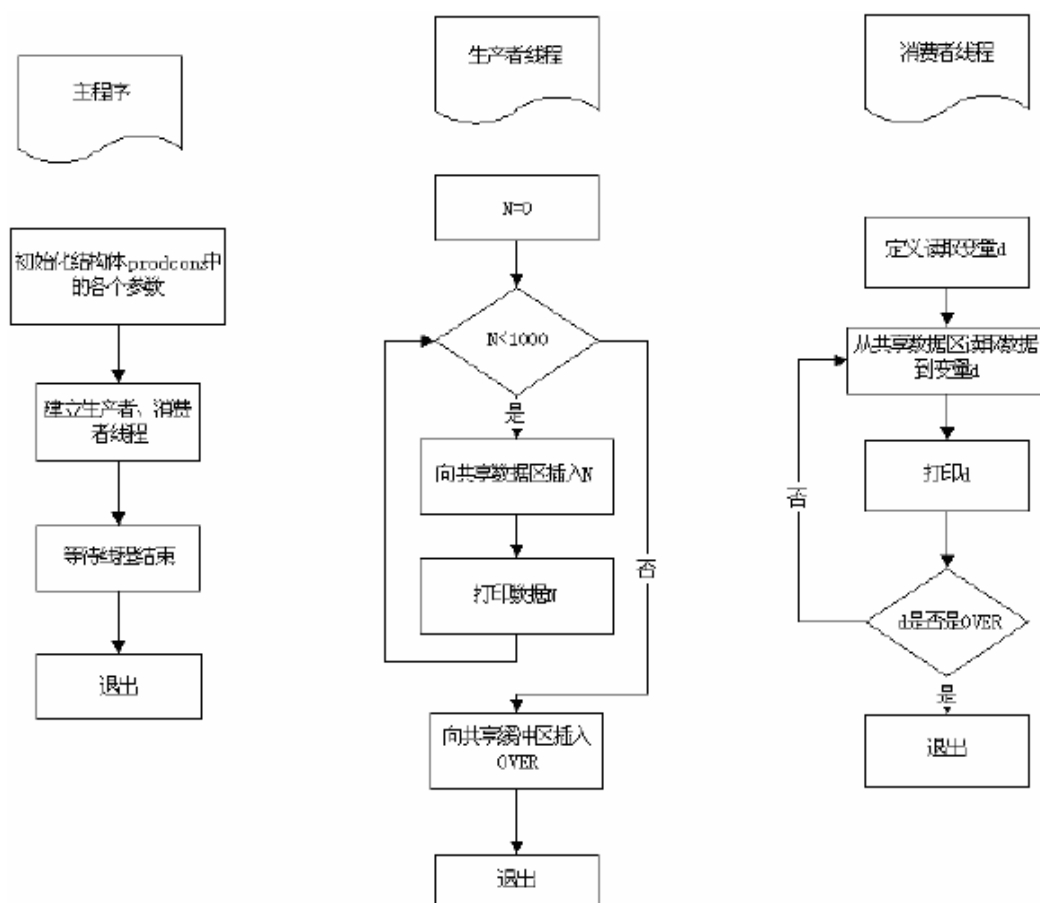 主程序
初始化结构体prodcons中
的各个参数
建立生产者、消费
者线程
等待线程结束
退出
生产者线程
N=0
N<1000
是
向共享数据区插入N
打印数据N
否
向共享缓冲区插入
OVER
退出
消费者线程
定义读取变量d
从共享数据区读取数据
到变量d
打印d
否
d是否是OVER
是
退出